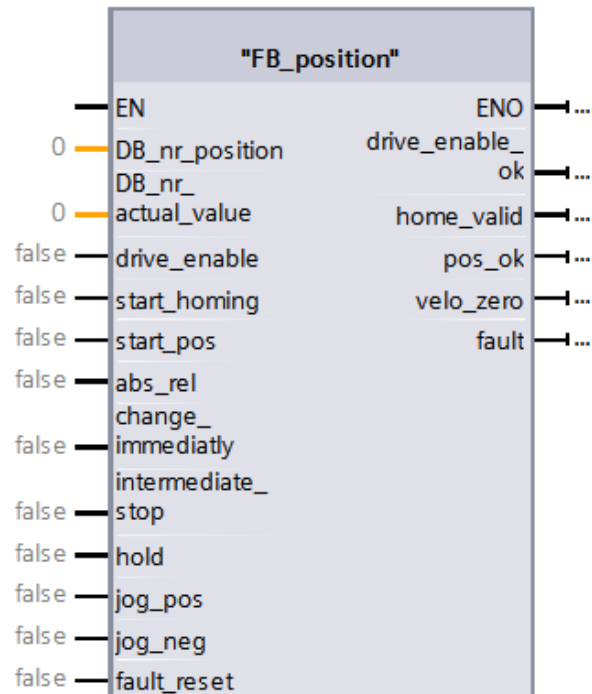 "FB_position"
EN ENO ...
0 DB_nr_position drive_enable_
ok ...
DB_nr_
0 actual_value home_valid ...
false drive_enable pos_ok ...
false start_homing velo_zero ...
false start_pos fault ...
false abs_rel
change_
false immediatly
intermediate_
false stop
false hold
false jog_pos
false jog_neg
false fault_reset